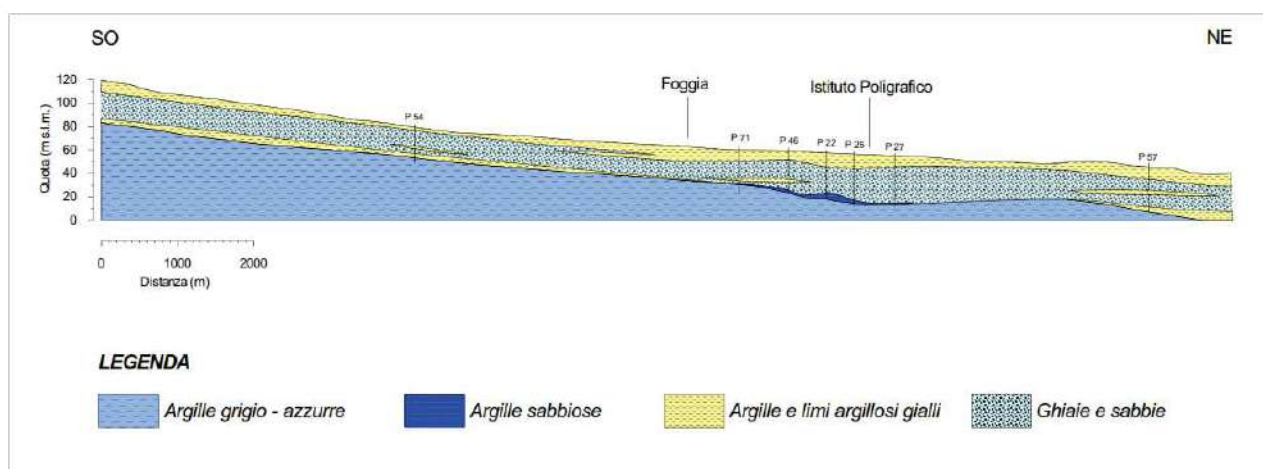 SO
NE
Foggia
Istituto Poligrafico
P 54
P 71
P 46
P 22
P 25
P 27
P 57
Quota (m s.l.m.)
120
100
80
60
40
20
0
0 1000 2000
Distanza (m)
LEGENDA
Argille grigio - azzurre
Argille sabbiose
Argille e limi argillosi gialli
Ghiaie e sabbie